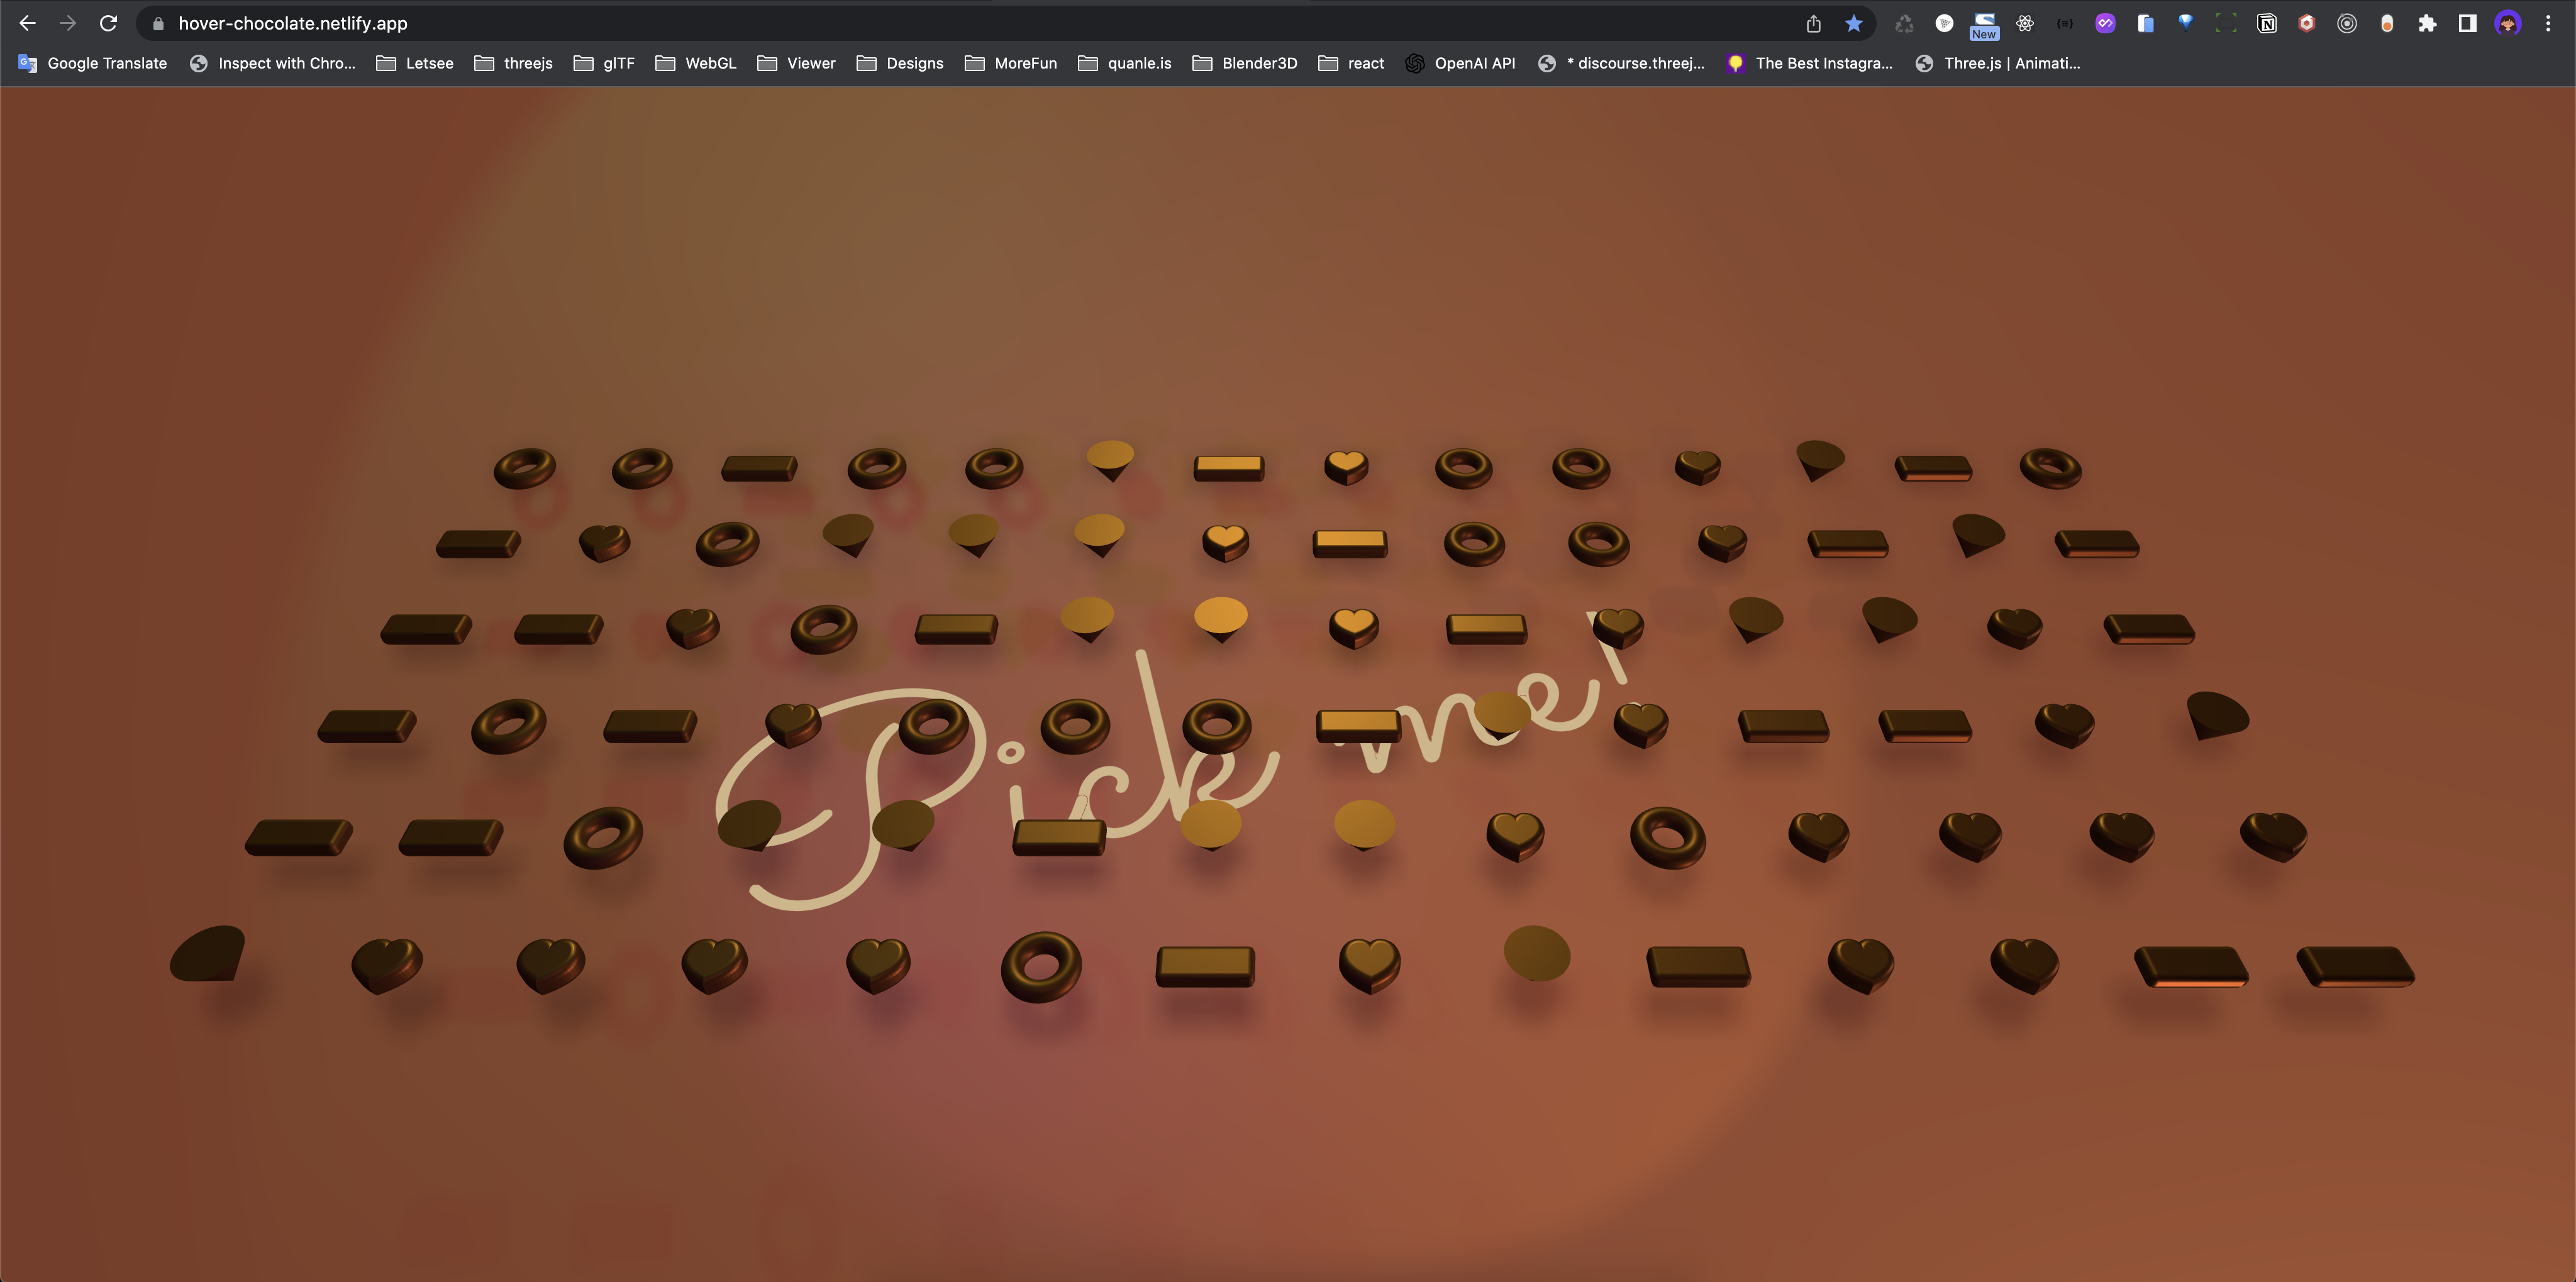 hover-chocolate.netlify.app
New
Google Translate Inspect with Chro... Letsee threejs glTF WebGL Viewer Designs MoreFun quanle.is Blender3D react OpenAI API * discourse.threej... The Best Instagra... Three.js | Animati...
Pick me!